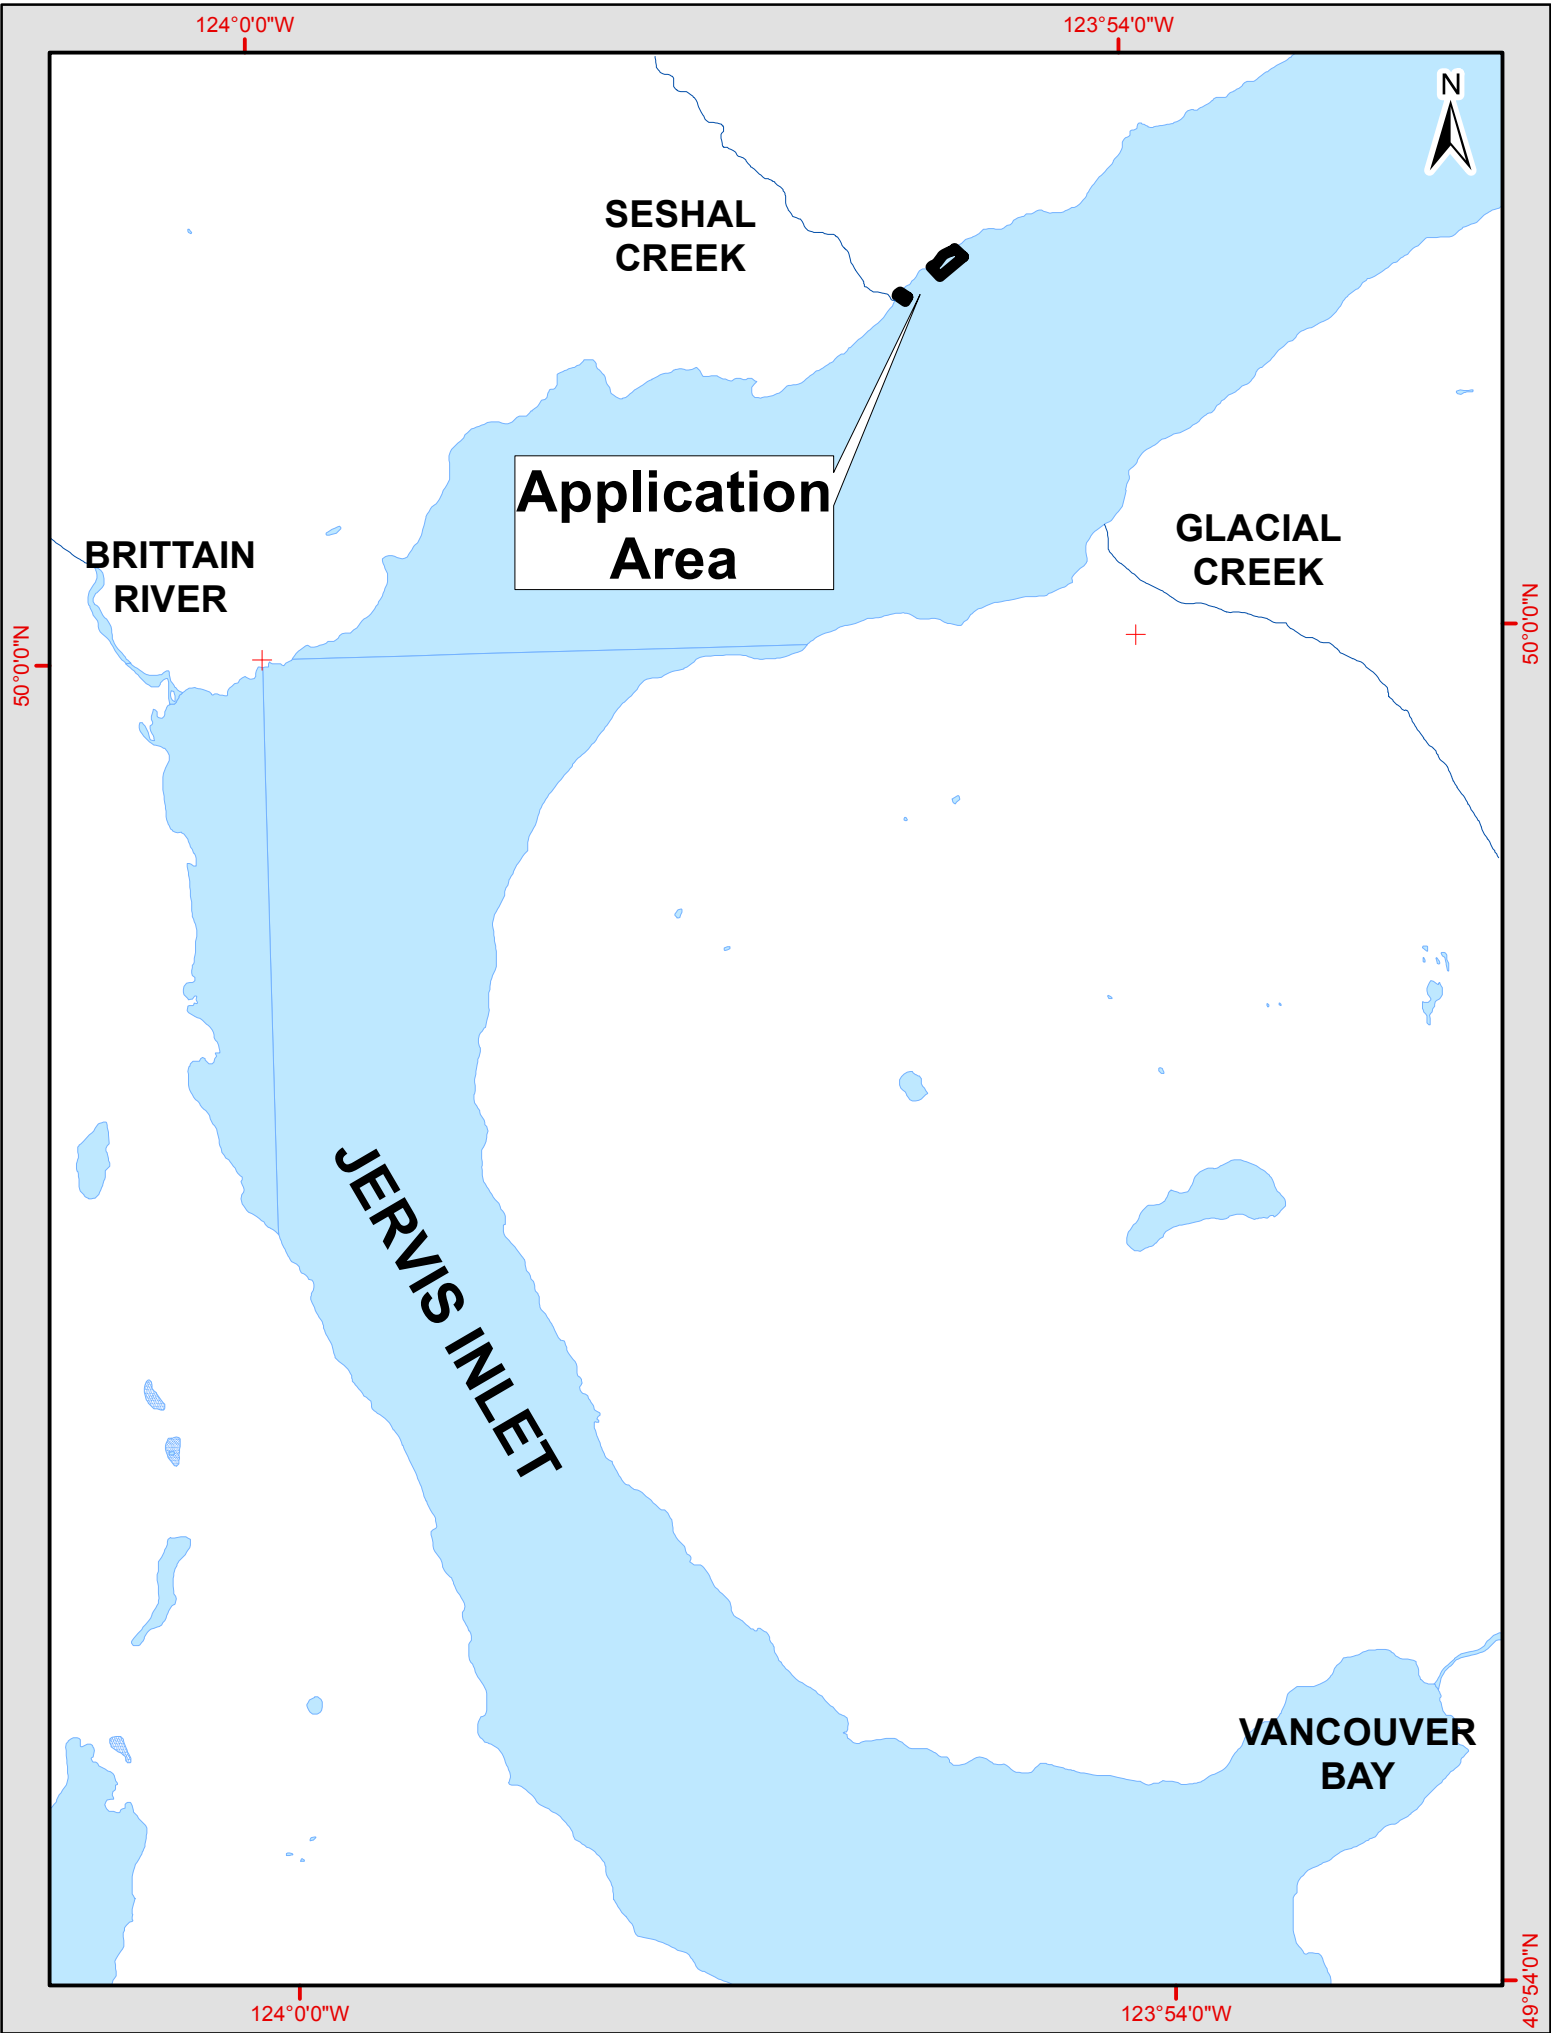 124°0'0"W
123°54'0"W
N
SESHAL
CREEK
Application
Area
GLACIAL
CREEK
BRITTAIN
RIVER
50°0'0"N
50°0'0"N
JERVIS INLET
VANCOUVER
BAY
49°54'0"N
124°0'0"W
123°54'0"W